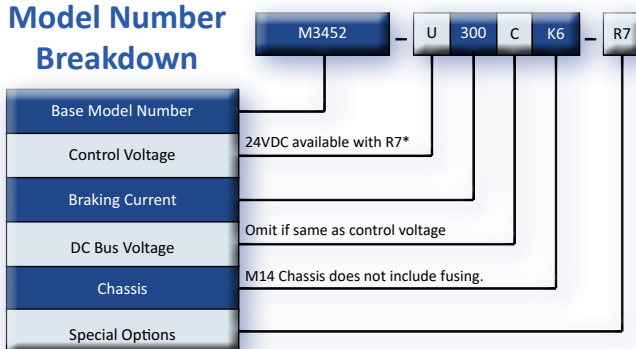 Model Number
Breakdown
M3452 – U 300 C K6 – R7
Base Model Number
Control Voltage
24VDC available with R7*
Braking Current
DC Bus Voltage
Omit if same as control voltage
Chassis
M14 Chassis does not include fusing.
Special Options